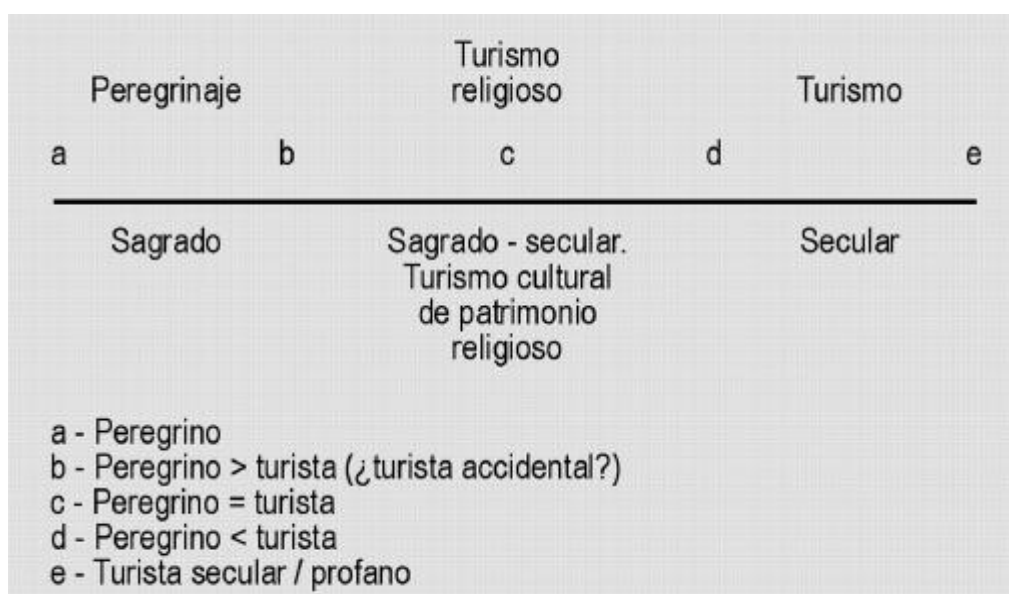 Turismo
Peregrinaje religioso Turismo
a b c d e
Sagrado Sagrado - secular. Secular
Turismo cultural
de patrimonio
religioso
a - Peregrino
b - Peregrino > turista (¿turista accidental?)
c - Peregrino = turista
d - Peregrino < turista
e - Turista secular / profano